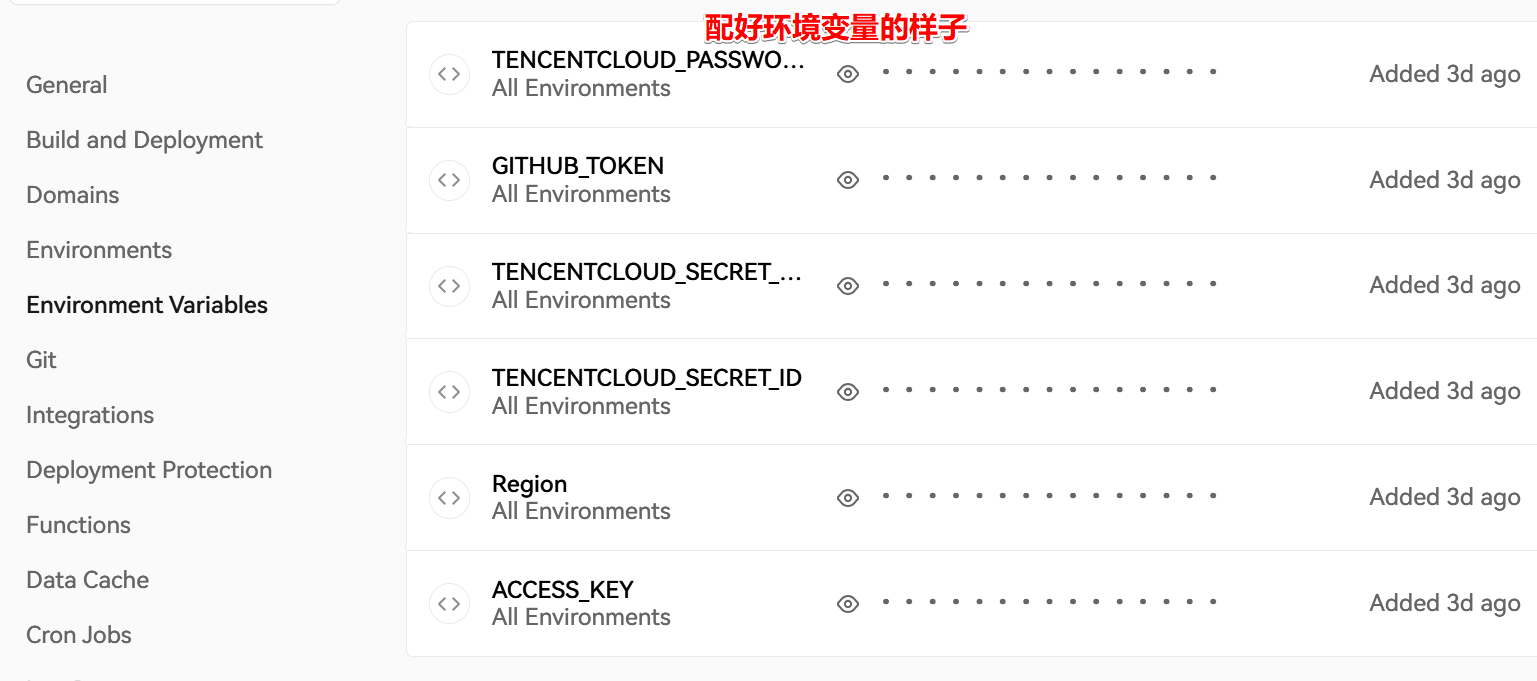 配好环境变量的样子
General
Build and Deployment
Domains
Environments
Environment Variables
Git
Integrations
Deployment Protection
Functions
Data Cache
Cron Jobs
TENCENTCLOUD_PASSWO...
All Environments
Added 3d ago
GITHUB_TOKEN
All Environments
Added 3d ago
TENCENTCLOUD_SECRET_...
All Environments
Added 3d ago
TENCENTCLOUD_SECRET_ID
All Environments
Added 3d ago
Region
All Environments
Added 3d ago
ACCESS_KEY
All Environments
Added 3d ago